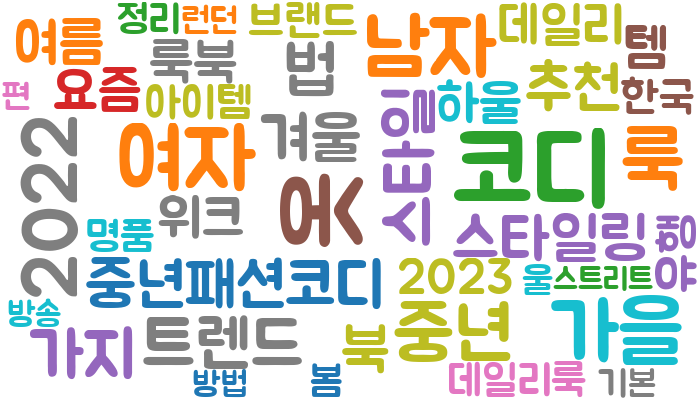 정리
런던
브랜드
데일리
여름
룩북
법
남자
템
편
요즘
아이템
하울
추천
한국
2022
여자
겨울
옷
스타일
코디
룩
명품
위크
스타일링
야행
중년패션코디
2023
울
스트리트
방송
가지
트렌드
북
중년
가을
방법
봄
데일리룩
기본